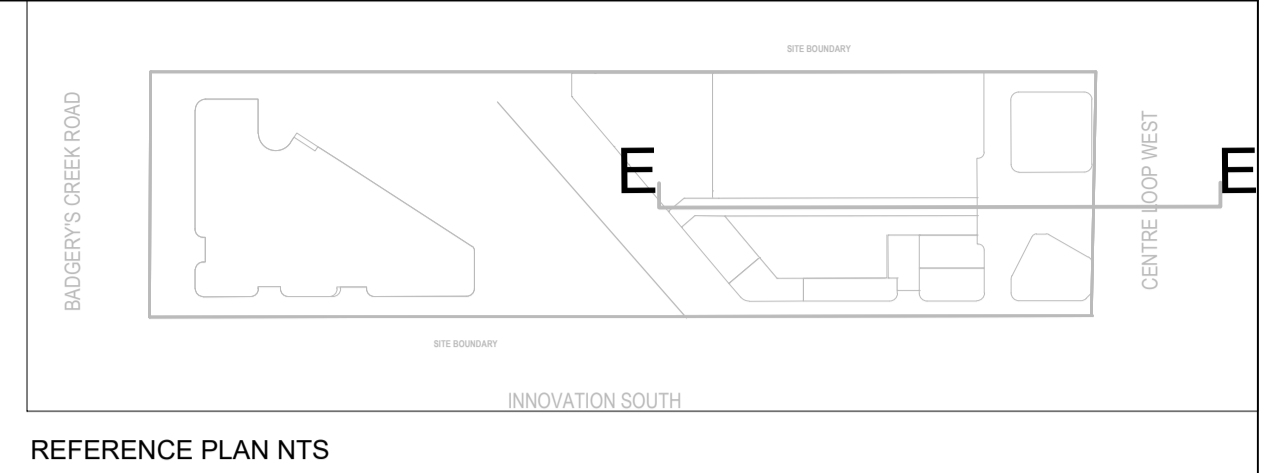 SITE BOUNDARY
BADGERY'S CREEK ROAD
E
E
CENTRE LOOP WEST
SITE BOUNDARY
INNOVATION SOUTH
REFERENCE PLAN NTS